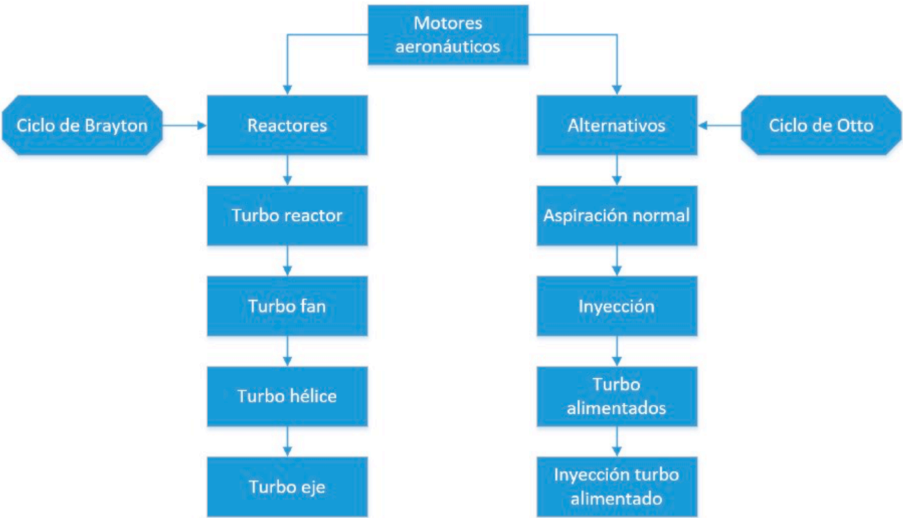 Motores
aeronáuticos
Ciclo de Brayton
Reactores
Alternativos
Ciclo de Otto
Turbo reactor
Aspiración normal
Turbo fan
Inyección
Turbo hélice
Turbo
alimentados
Turbo eje
Inyección turbo
alimentado